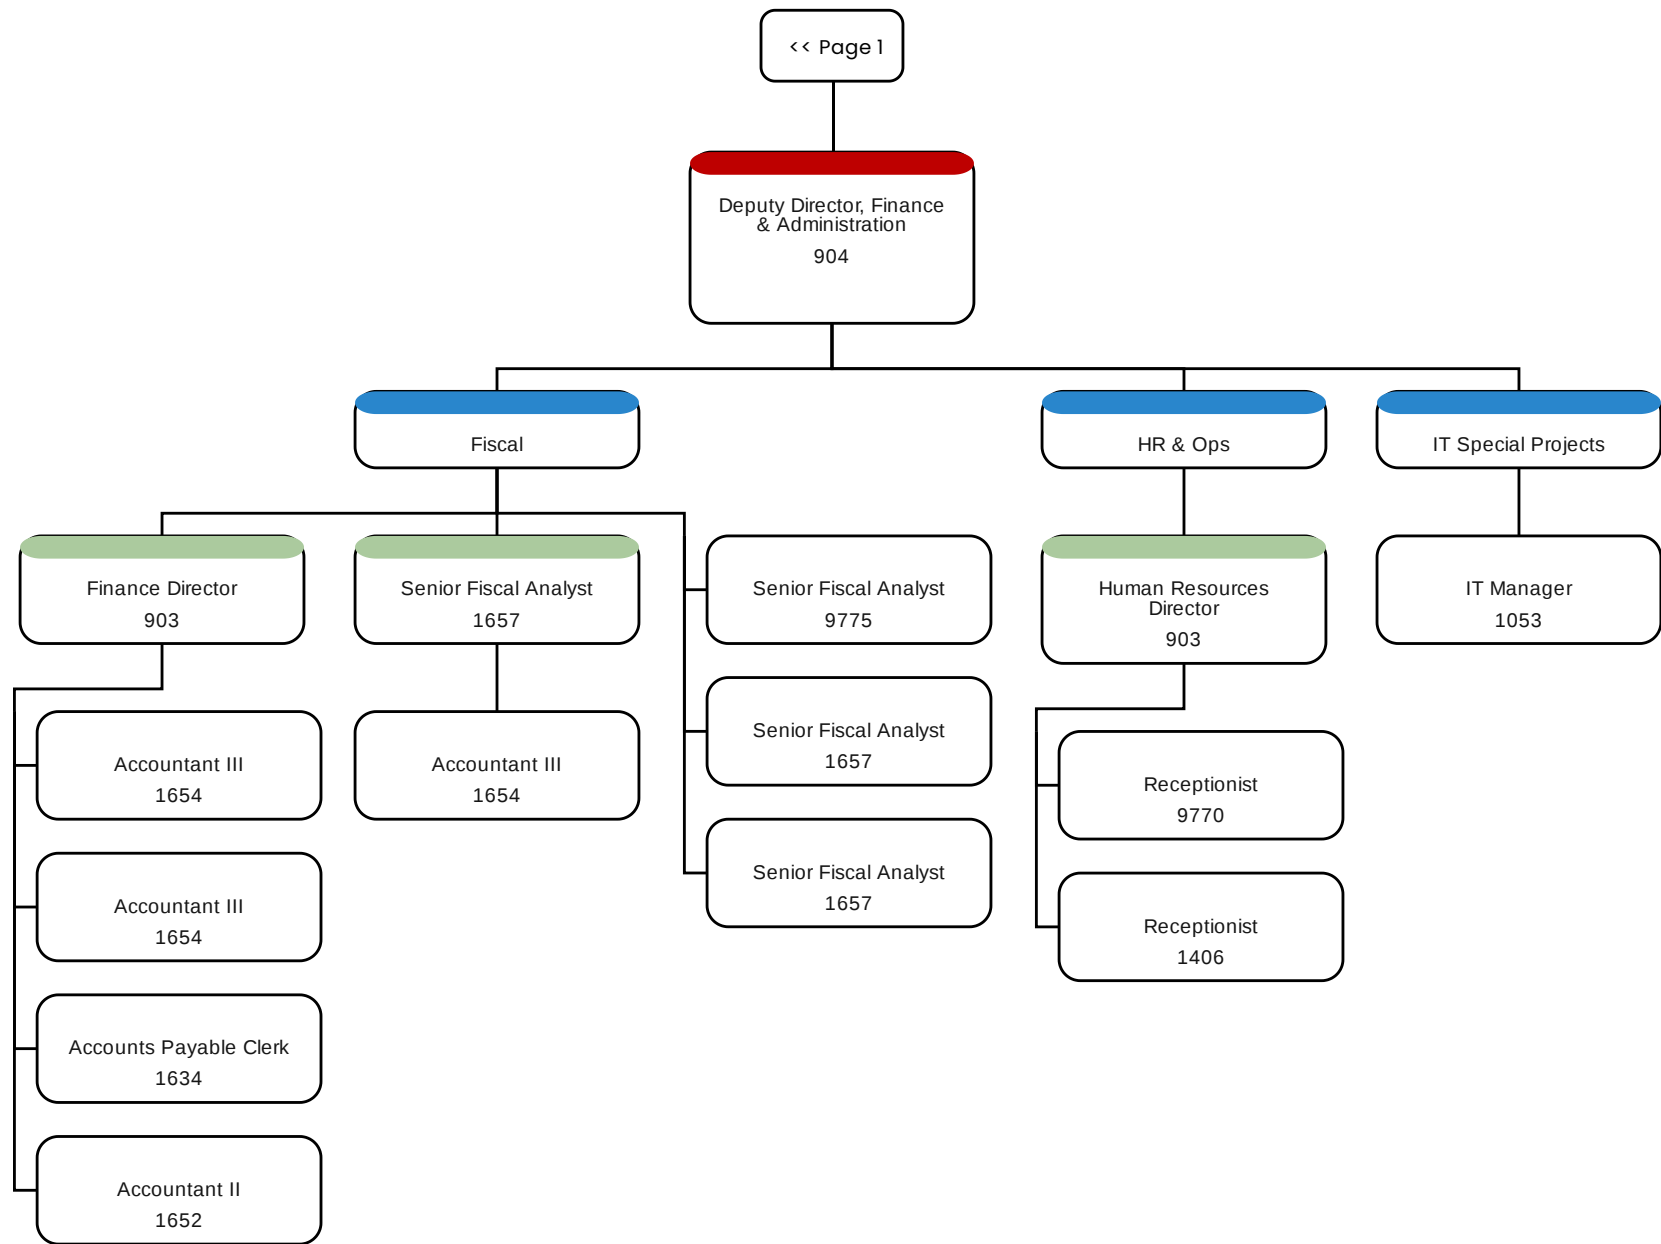 << Page 1
Deputy Director, Finance
& Administration
904
Fiscal
HR & Ops
IT Special Projects
Finance Director
903
Senior Fiscal Analyst
1657
Senior Fiscal Analyst
9775
Human Resources
Director
903
IT Manager
1053
Accountant III
1654
Accountant III
1654
Senior Fiscal Analyst
1657
Receptionist
9770
Accountant III
1654
Senior Fiscal Analyst
1657
Receptionist
1406
Accounts Payable Clerk
1634
Accountant II
1652